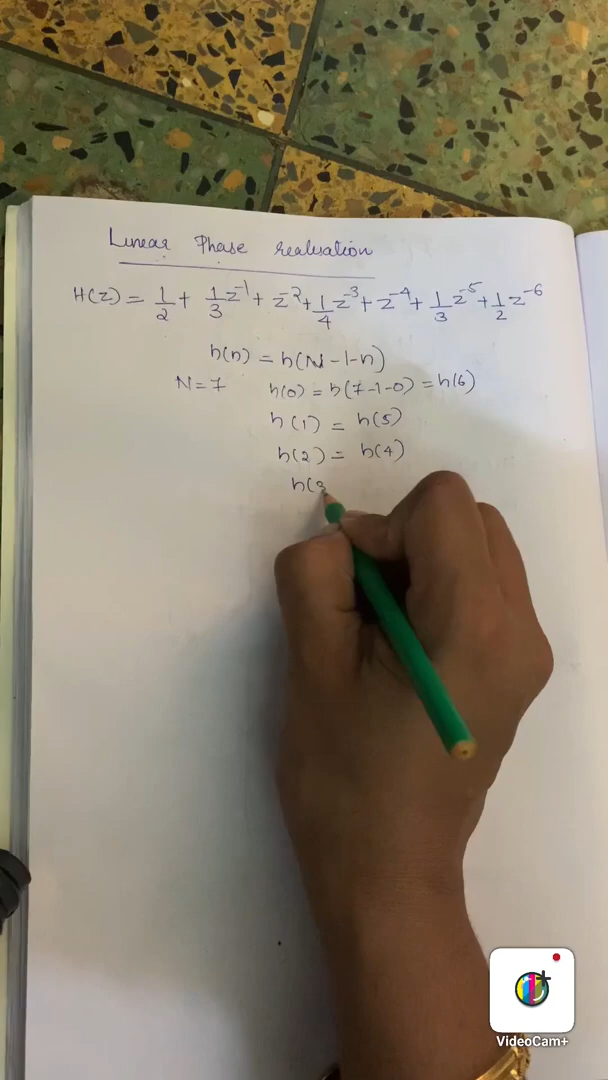 Linear Phase realisation
H(z) = 1/2 + 1/3 z^-1 + z^-2 + 1/4 z^-3 + z^-4 + 1/3 z^-5 + 1/2 z^-6
h(n) = h(N-1-n)
N=7 h(0) = h(7-1-0) = h(6)
h(1) = h(5)
h(2) = h(4)
h(3
VideoCam+